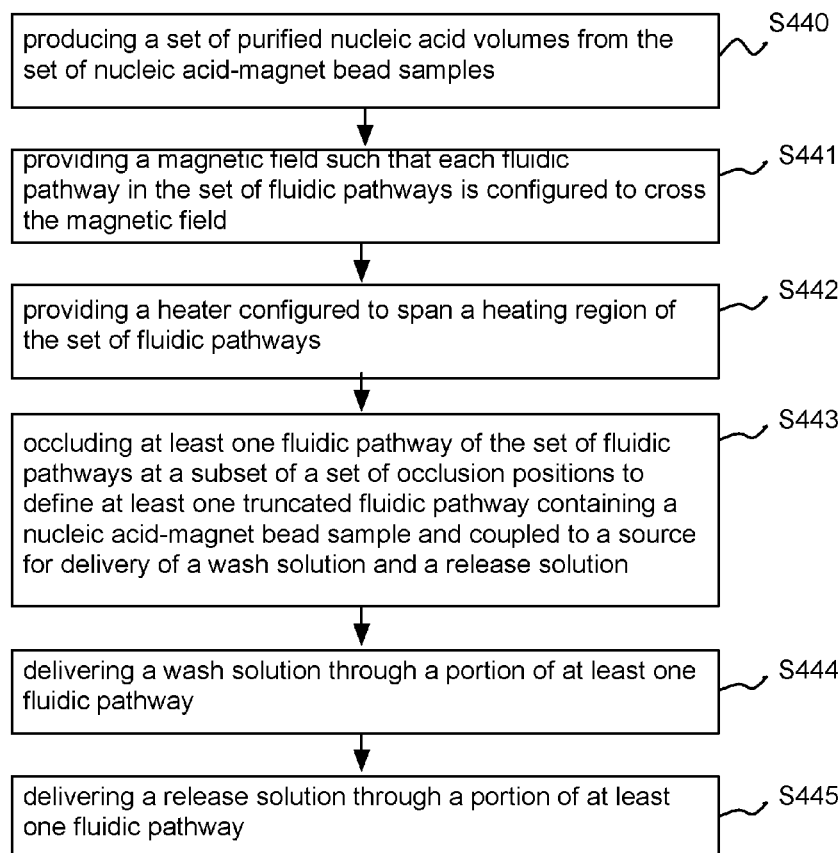 S440
producing a set of purified nucleic acid volumes from the
set of nucleic acid-magnet bead samples
S441
providing a magnetic field such that each fluidic
pathway in the set of fluidic pathways is configured to cross
the magnetic field
S442
providing a heater configured to span a heating region of
the set of fluidic pathways
S443
occluding at least one fluidic pathway of the set of fluidic
pathways at a subset of a set of occlusion positions to
define at least one truncated fluidic pathway containing a
nucleic acid-magnet bead sample and coupled to a source
for delivery of a wash solution and a release solution
S444
delivering a wash solution through a portion of at least one
fluidic pathway
S445
delivering a release solution through a portion of at least
one fluidic pathway